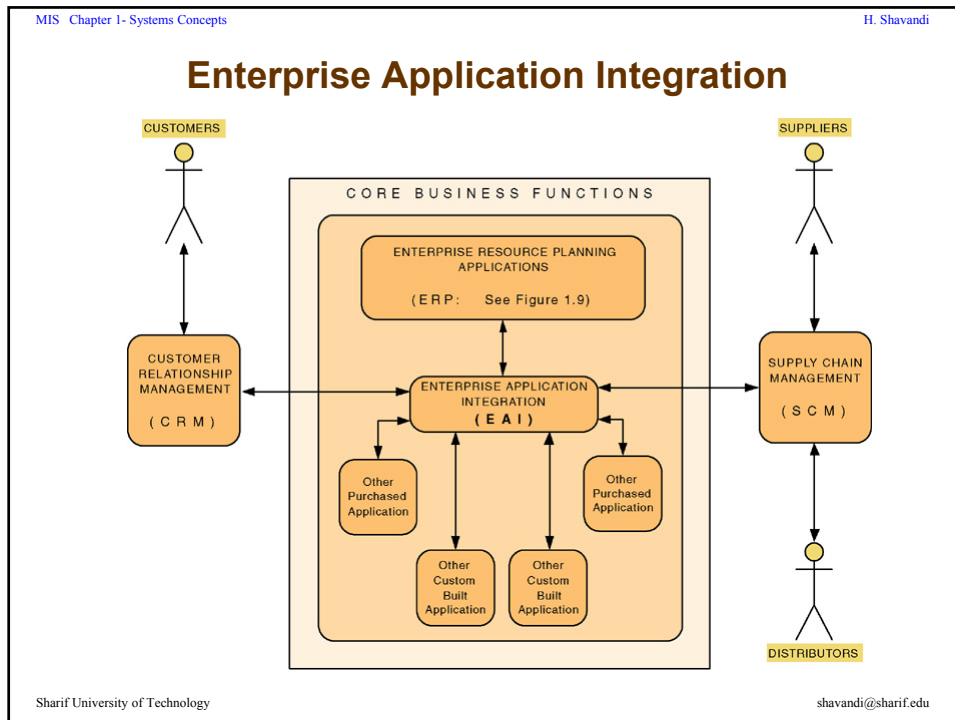 MIS Chapter 1- Systems Concepts
H. Shavandi
Enterprise Application Integration
CUSTOMERS
SUPPLIERS
CORE BUSINESS FUNCTIONS
ENTERPRISE RESOURCE PLANNING
APPLICATIONS
(ERP: See Figure 1.9)
CUSTOMER
RELATIONSHIP
MANAGEMENT
(CRM)
ENTERPRISE APPLICATION
INTEGRATION
(EAI)
SUPPLY CHAIN
MANAGEMENT
(SCM)
Other
Purchased
Application
Other
Purchased
Application
Other
Custom
Built
Application
Other
Custom
Built
Application
DISTRIBUTORS
Sharif University of Technology
shavandi@sharif.edu